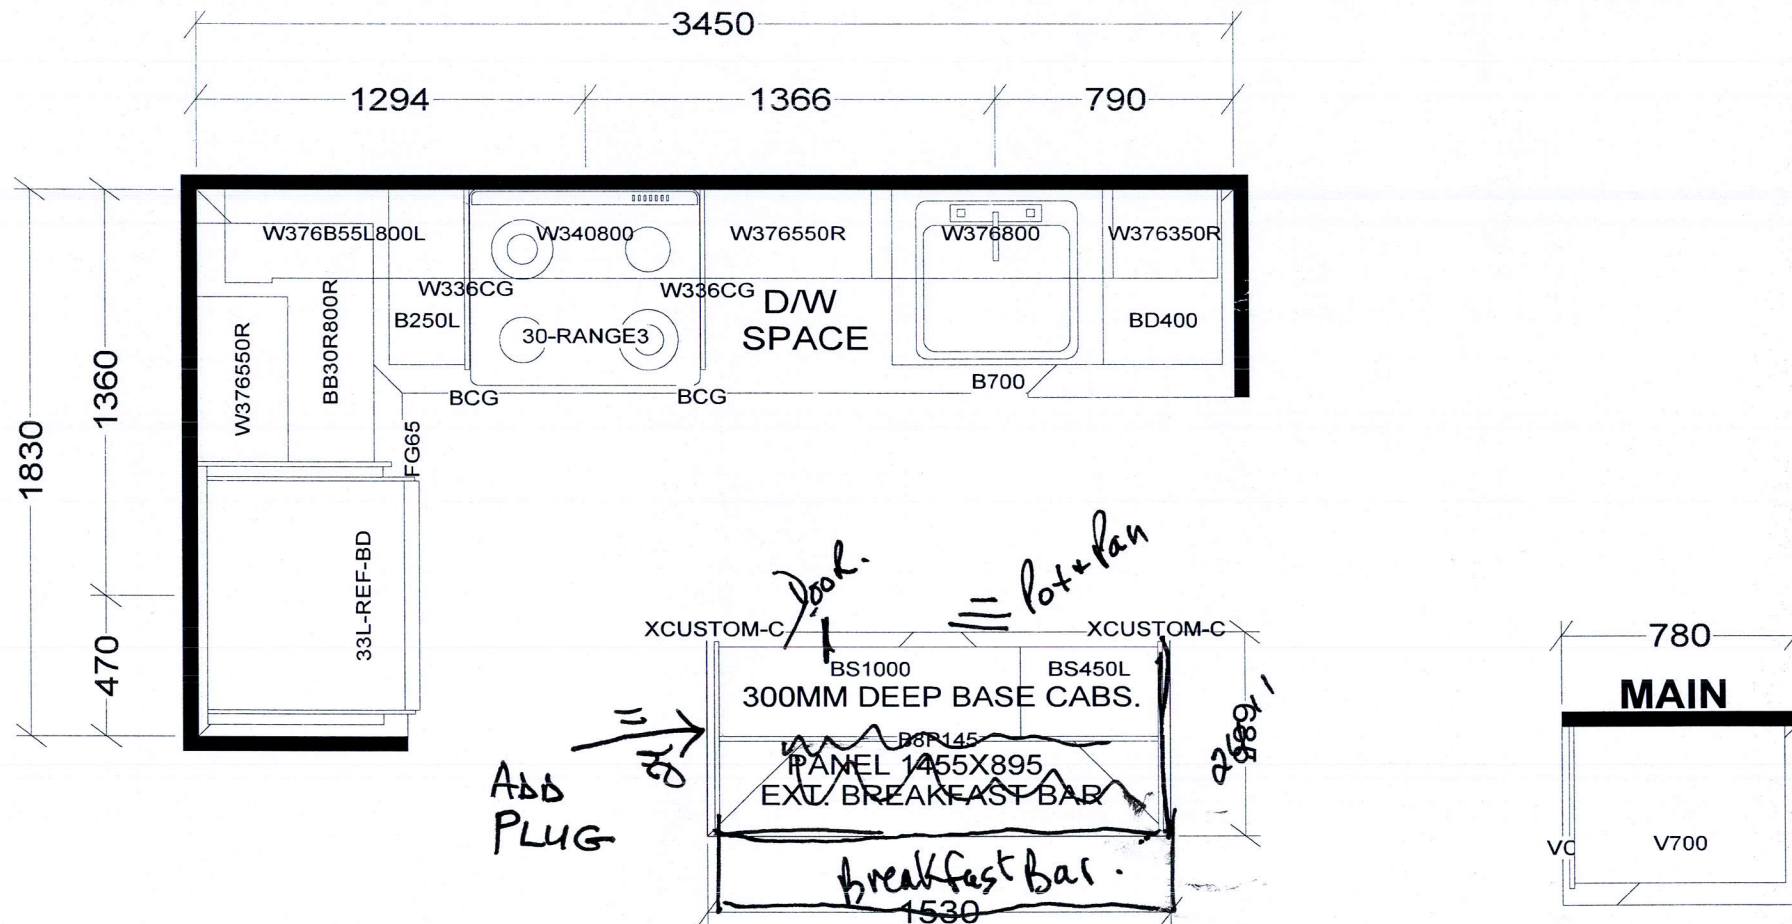 3450
1294 1366 790
W376B55L800L W340800 W376550R W376800 W376350R
W336CG W336CG D/W
B250L 30-RANGE3 SPACE BD400
1360
1830
W376550R
BB30R800R
B700
BCG BCG
FG65
33L-REF-BD
470
Door.
Pot + Pan
XCUSTOM-C XCUSTOM-C
BS1000 BS450L
300MM DEEP BASE CABS.
B8P145
PANEL 1455X895
EXT. BREAKFAST BAR
ADD
PLUG
Breakfast Bar.
1530
780
MAIN
VC V700